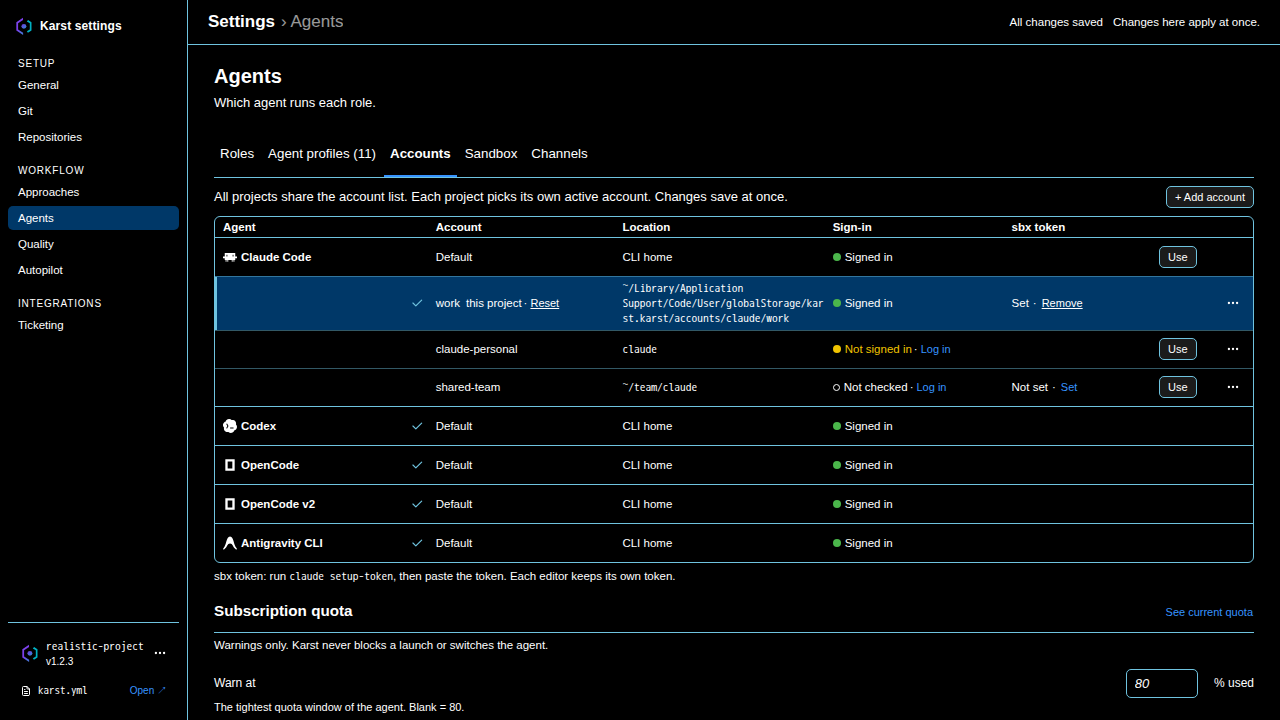 Karst settings
SETUP
General
Git
Repositories
WORKFLOW
Approaches
Agents
Quality
Autopilot
INTEGRATIONS
Ticketing
realistic-project
v1.2.3
karst.yml Open ↗
Settings › Agents
All changes saved Changes here apply at once.
Agents
Which agent runs each role.
Roles Agent profiles (11) Accounts Sandbox Channels
All projects share the account list. Each project picks its own active account. Changes save at once.
+ Add account
Agent Account Location Sign-in sbx token
Claude Code Default CLI home Signed in Use
work this project · Reset ~/Library/Application
Support/Code/User/globalStorage/kar
st.karst/accounts/claude/work Signed in Set · Remove
claude-personal claude Not signed in · Log in Use
shared-team ~/team/claude Not checked · Log in Not set · Set Use
Codex Default CLI home Signed in
OpenCode Default CLI home Signed in
OpenCode v2 Default CLI home Signed in
Antigravity CLI Default CLI home Signed in
sbx token: run claude setup-token, then paste the token. Each editor keeps its own token.
Subscription quota See current quota
Warnings only. Karst never blocks a launch or switches the agent.
Warn at 80 % used
The tightest quota window of the agent. Blank = 80.